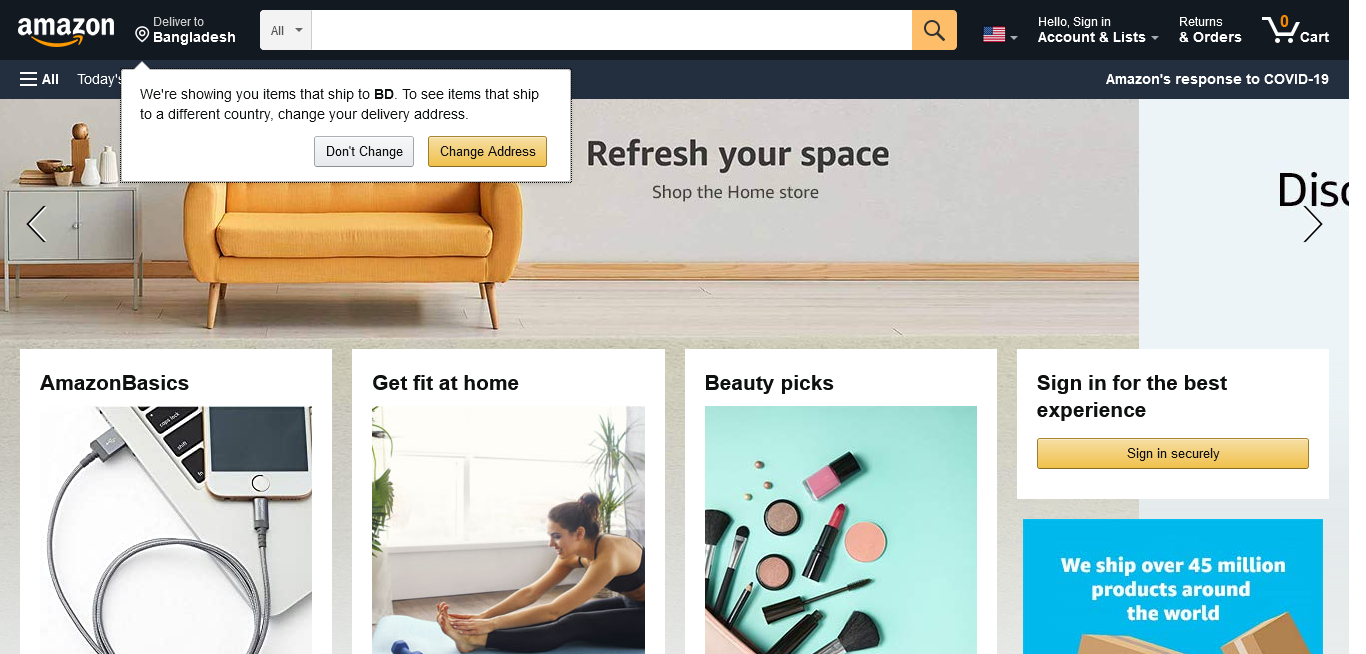 amazon
Deliver to
Bangladesh
All
Hello, Sign in
Account & Lists
Returns
& Orders
0
Cart
All
Today's
Amazon's response to COVID-19
We're showing you items that ship to BD. To see items that ship
to a different country, change your delivery address.
Don't Change
Change Address
Refresh your space
Shop the Home store
Disc
AmazonBasics
caps lock
shift
Get fit at home
Beauty picks
Sign in for the best
experience
Sign in securely
We ship over 45 million
products around
the world